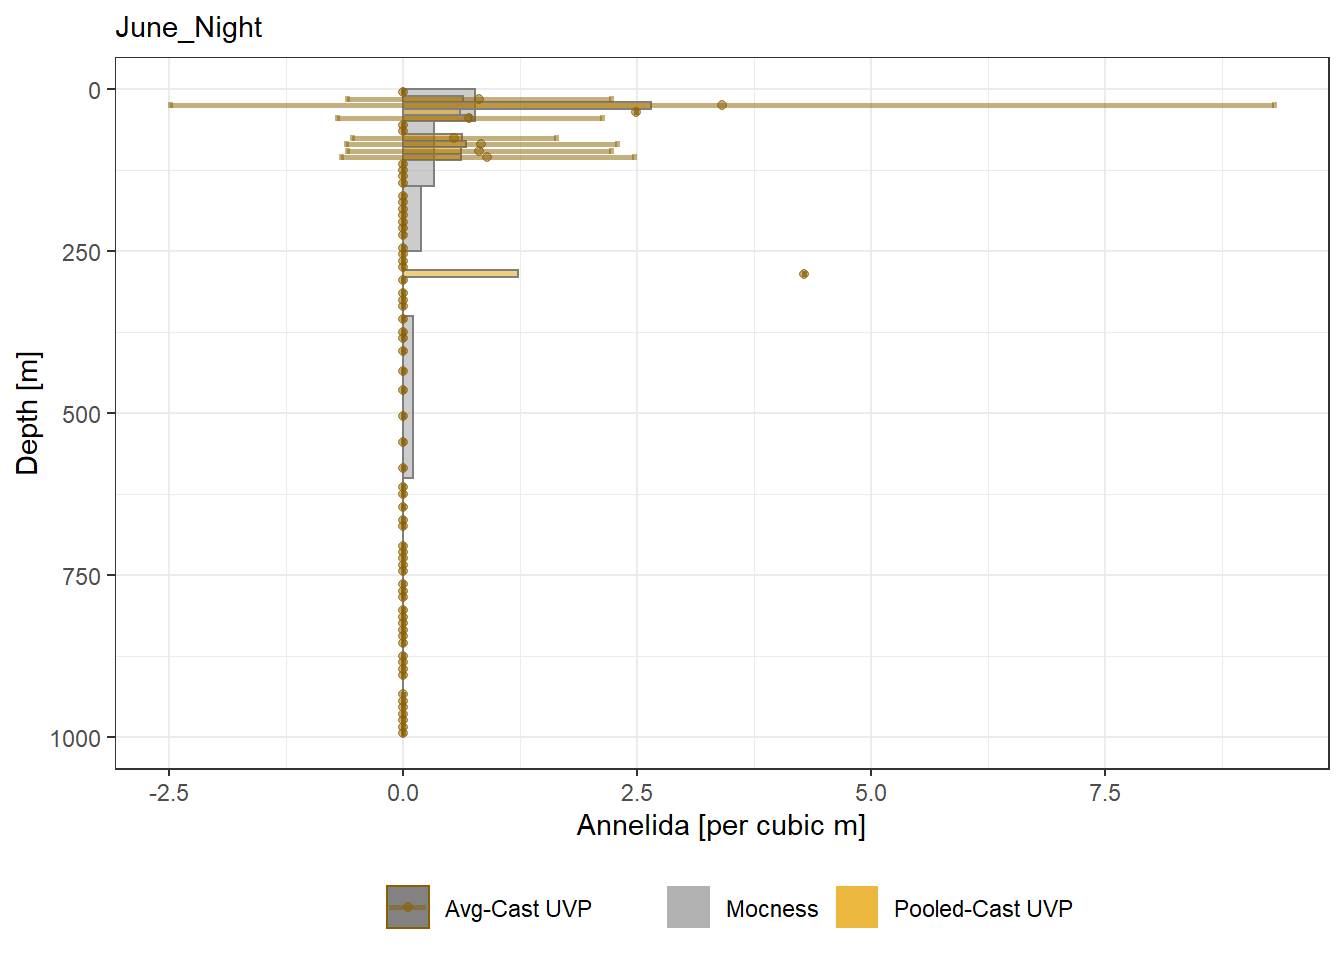 June_Night
0
250
500
750
1000
Depth [m]
-2.5 0.0 2.5 5.0 7.5
Annelida [per cubic m]
Avg-Cast UVP Mocness Pooled-Cast UVP